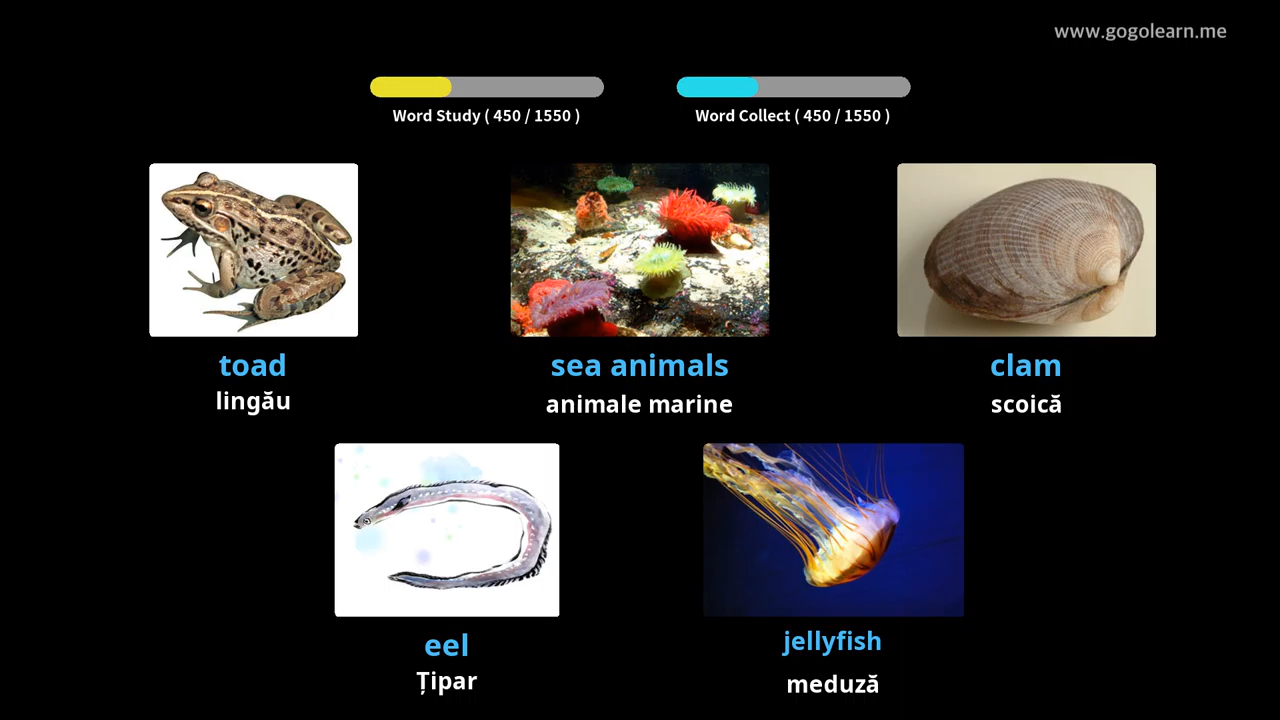 www.gogolearn.me
Word Study ( 450 / 1550 )
Word Collect ( 450 / 1550 )
toad
lingău
sea animals
animale marine
clam
scoică
eel
Țipar
jellyfish
meduză